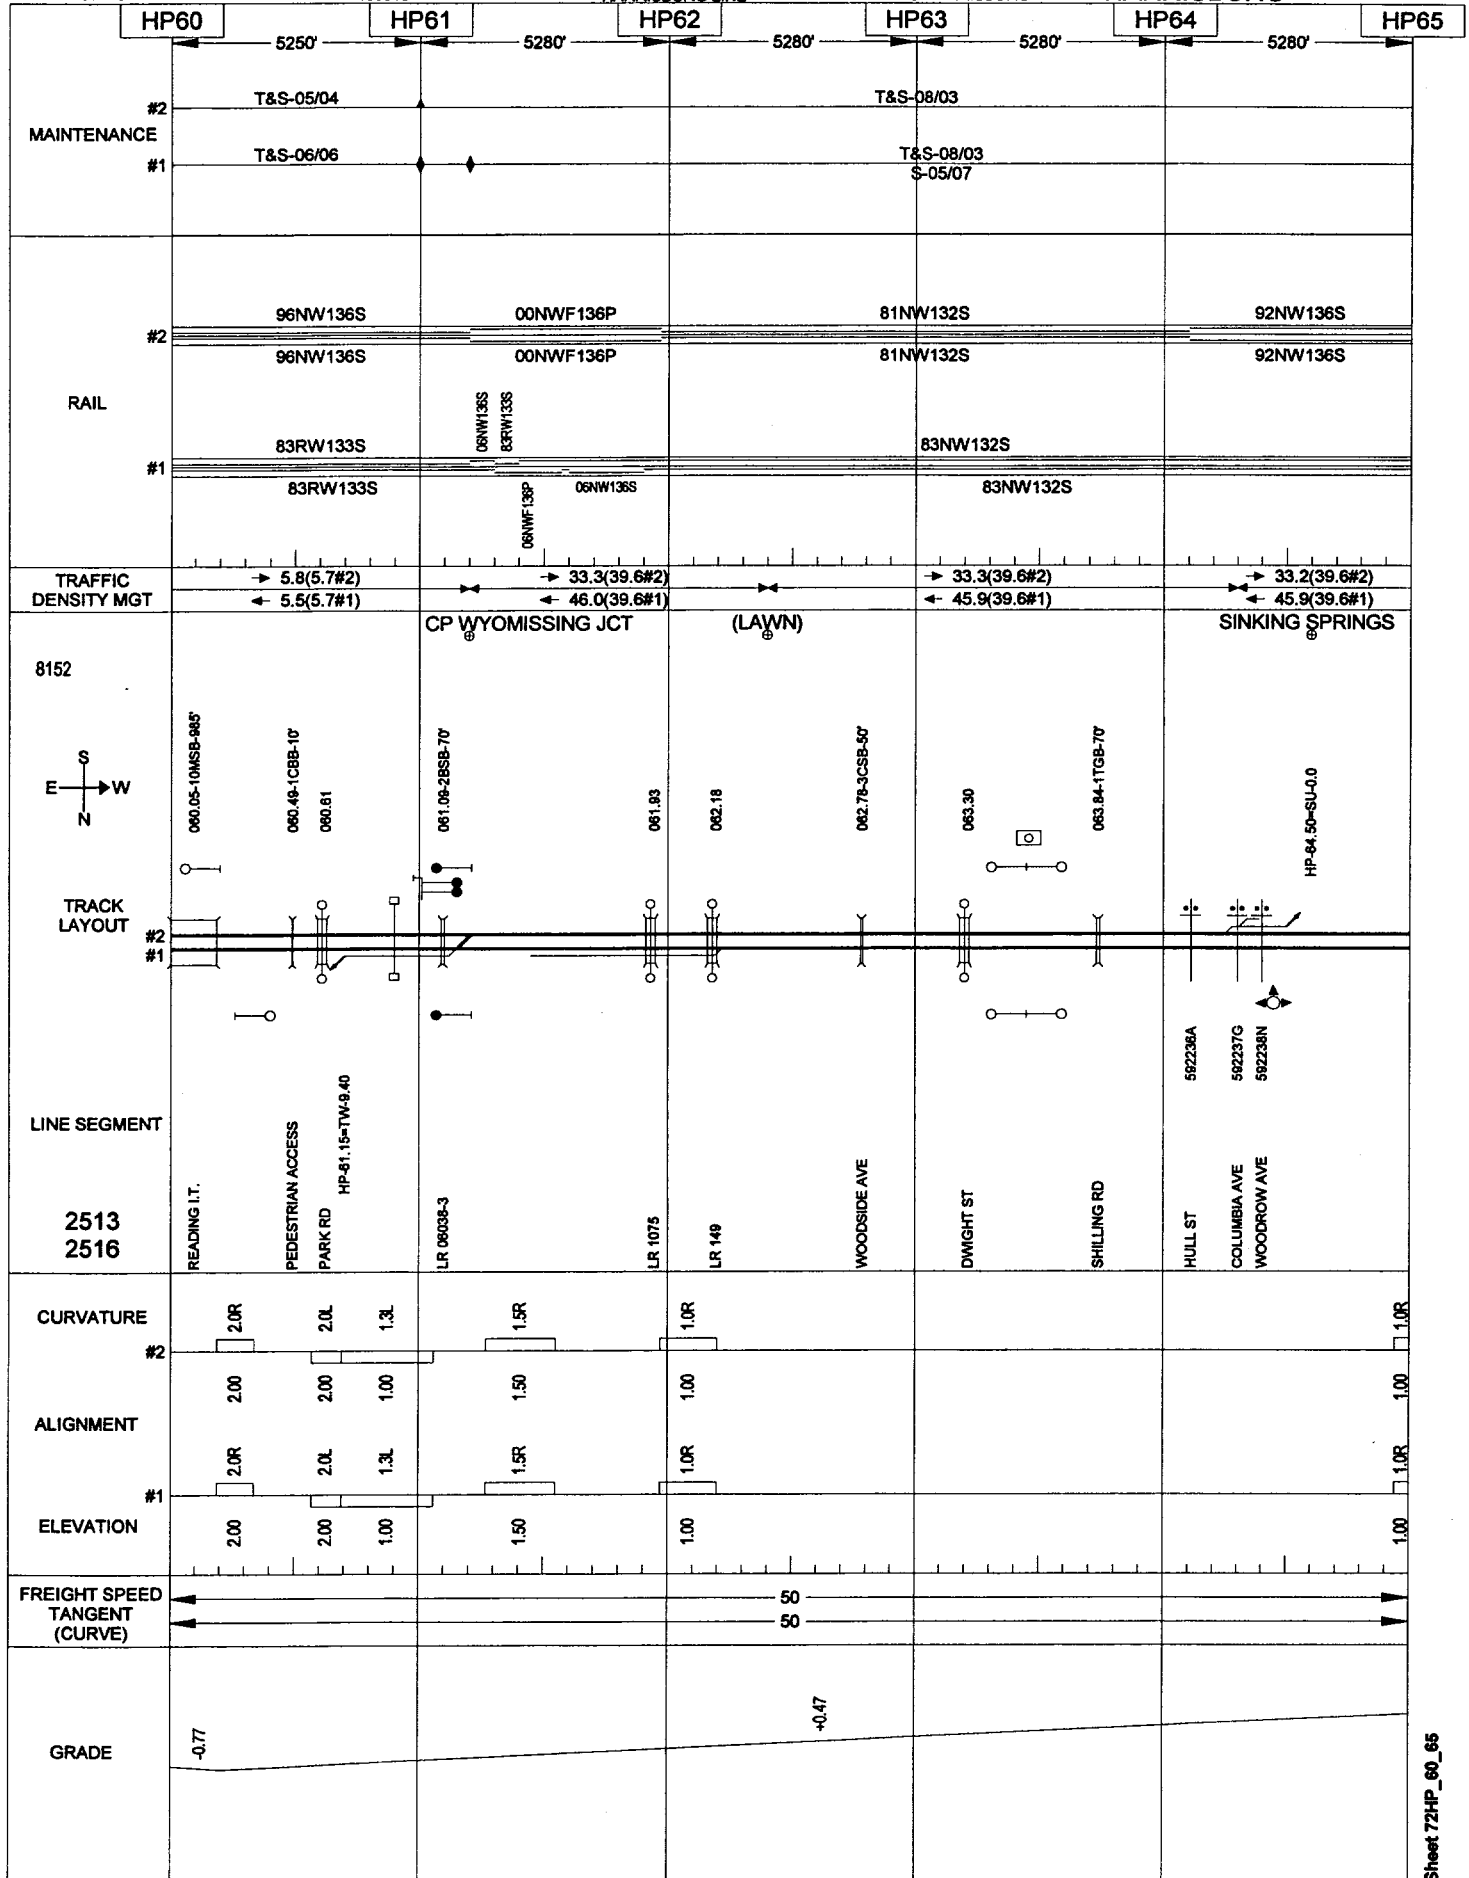 HP60 HP61 HP62 HP63 HP64 HP65
5250' 5280' 5280' 5280' 5280'
#2 T&S-05/04 T&S-08/03
MAINTENANCE
#1 T&S-06/06 T&S-08/03
S-05/07
96NW136S 00NWF136P 81NW132S 92NW136S
#2
96NW136S 00NWF136P 81NW132S 92NW136S
RAIL
06NW136S
83RW133S
83RW133S 83NW132S
#1
83RW133S 06NW136S 83NW132S
06NWF136P
TRAFFIC DENSITY MGT
5.8(5.7#2) 33.3(39.6#2) 33.3(39.6#2) 33.2(39.6#2)
5.5(5.7#1) 46.0(39.6#1) 45.9(39.6#1) 45.9(39.6#1)
CP WYOMISSING JCT (LAWN) SINKING SPRINGS
8152
S
E W
N
060.05-10MSB-985'
060.49-1CBB-10'
060.61
061.09-2BSB-70'
061.93
062.18
062.78-3CSB-50'
063.30
063.84-1TGB-70'
HP-64.50=SU-0.0
TRACK
LAYOUT
#2
#1
592236A
592237G
592238N
LINE SEGMENT
2513
2516
READING I.T.
PEDESTRIAN ACCESS
PARK RD
HP-61.15=TW-9.40
LR 06038-3
LR 1075
LR 149
WOODSIDE AVE
DWIGHT ST
SHILLING RD
HULL ST
COLUMBIA AVE
WOODROW AVE
CURVATURE
2.0R 2.0L 1.3L 1.5R 1.0R 1.0R
#2
2.00 2.00 1.00 1.50 1.00 1.00
ALIGNMENT
2.0R 2.0L 1.3L 1.5R 1.0R 1.0R
#1
ELEVATION
2.00 2.00 1.00 1.50 1.00 1.00
FREIGHT SPEED
TANGENT
(CURVE)
50
50
GRADE
-0.77
+0.47
Sheet 72HP_60_65